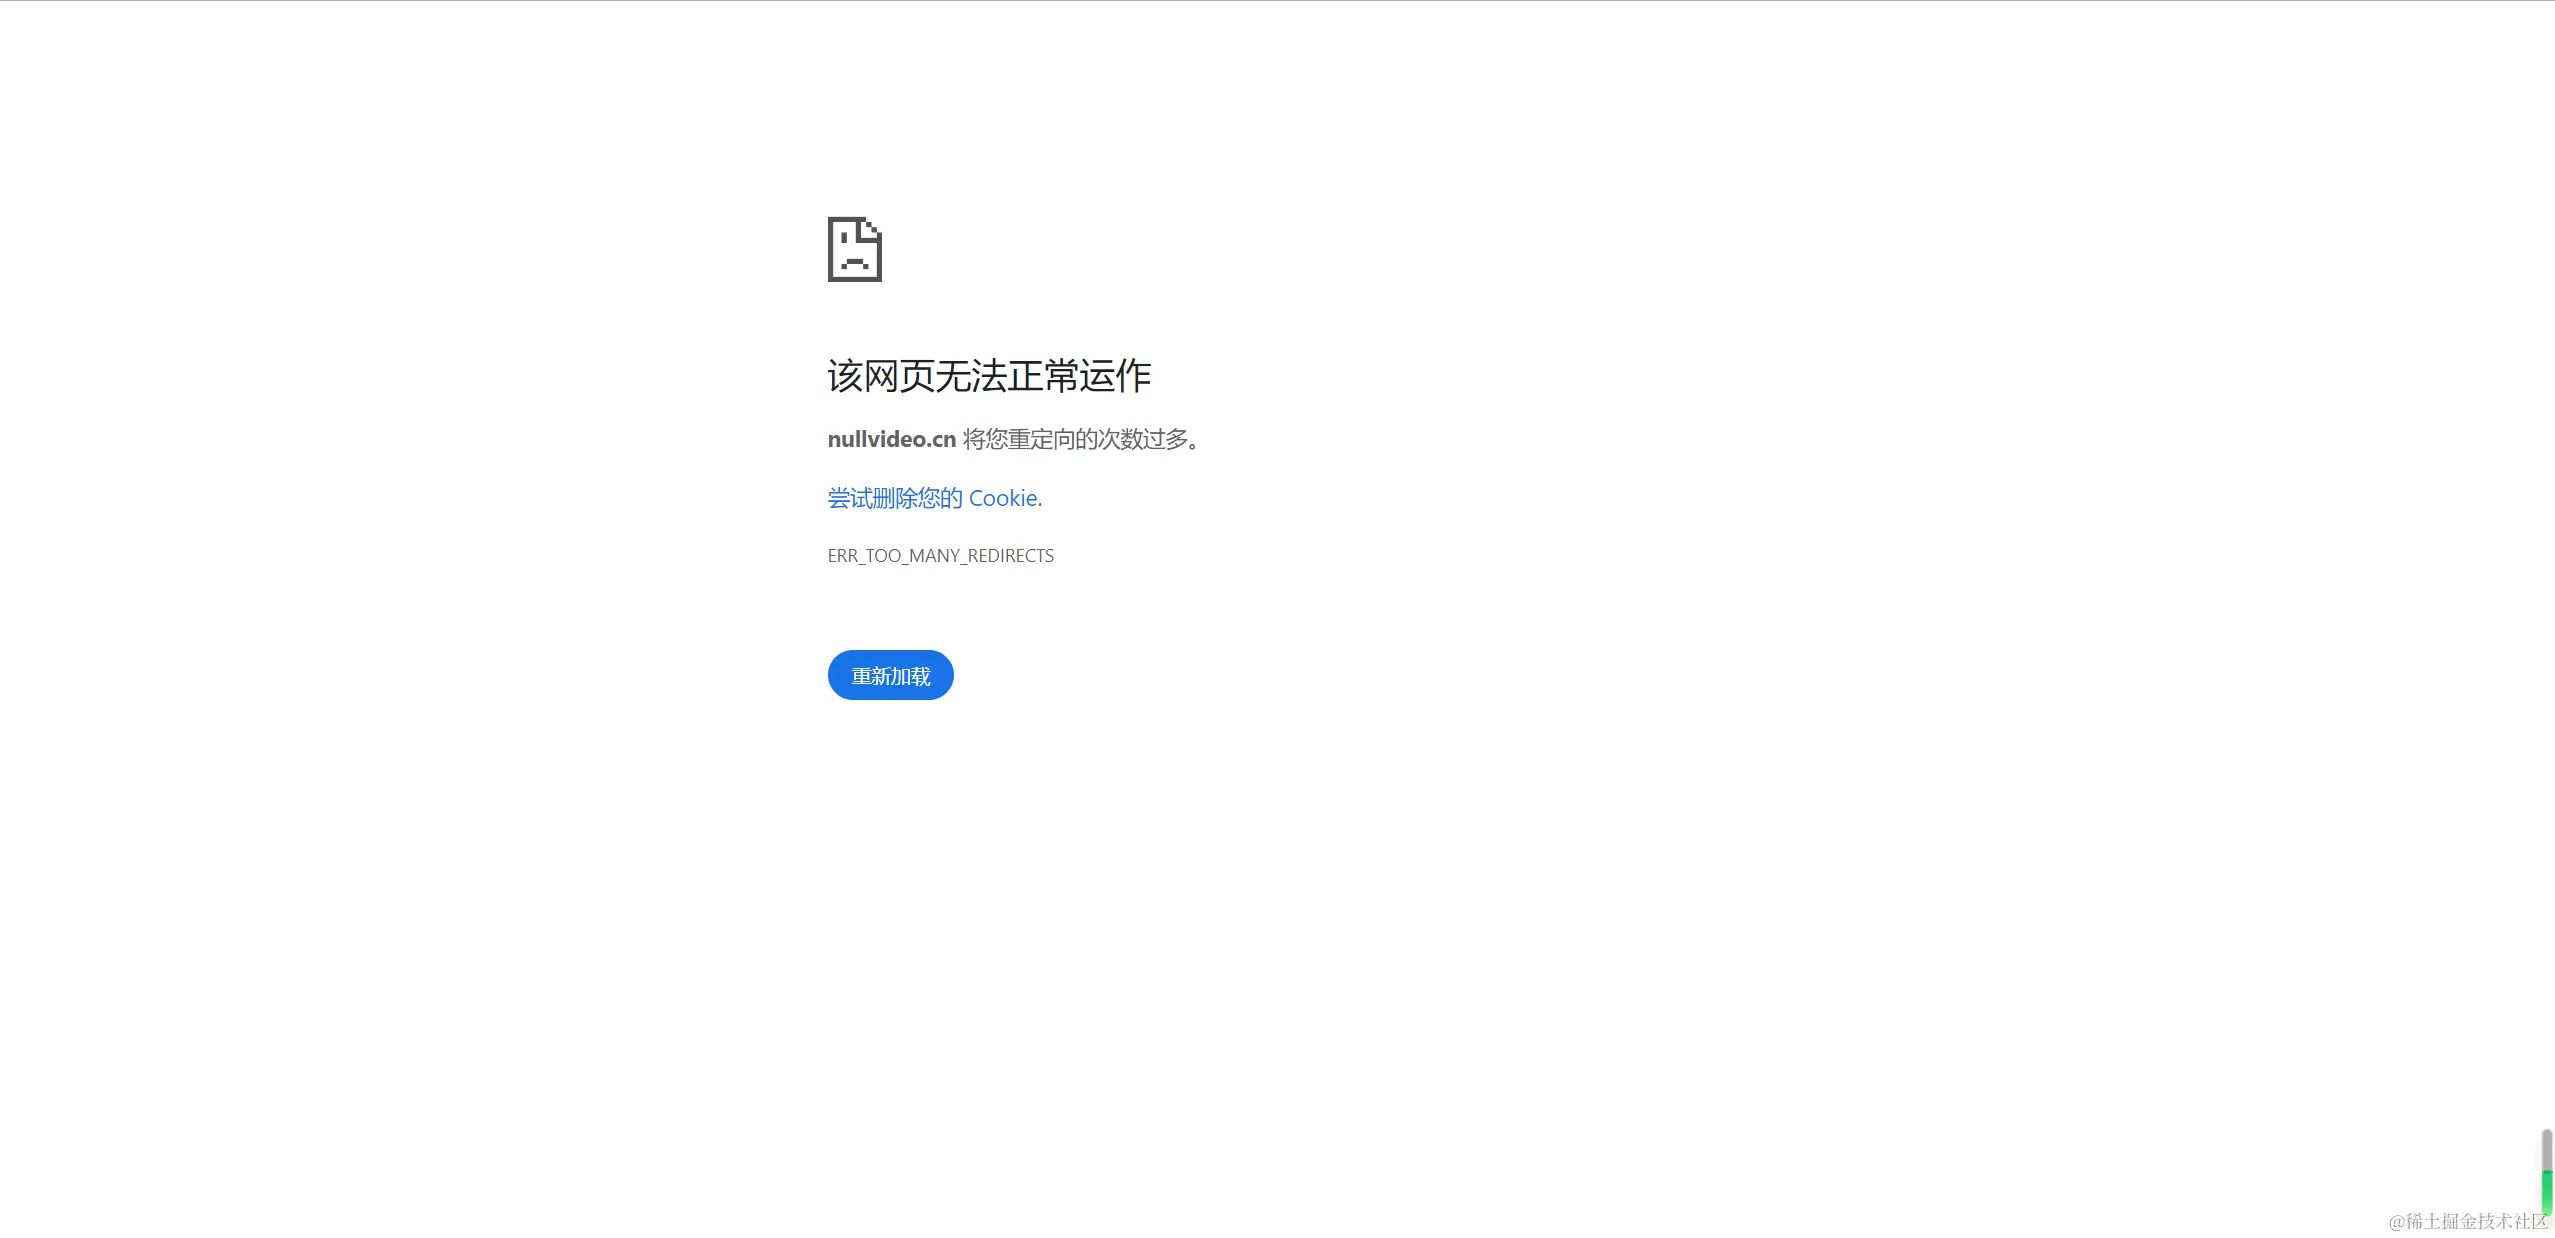 该网页无法正常运作
nullvideo.cn 将您重定向的次数过多。
尝试删除您的 Cookie.
ERR_TOO_MANY_REDIRECTS
重新加载
@稀土掘金技术社区